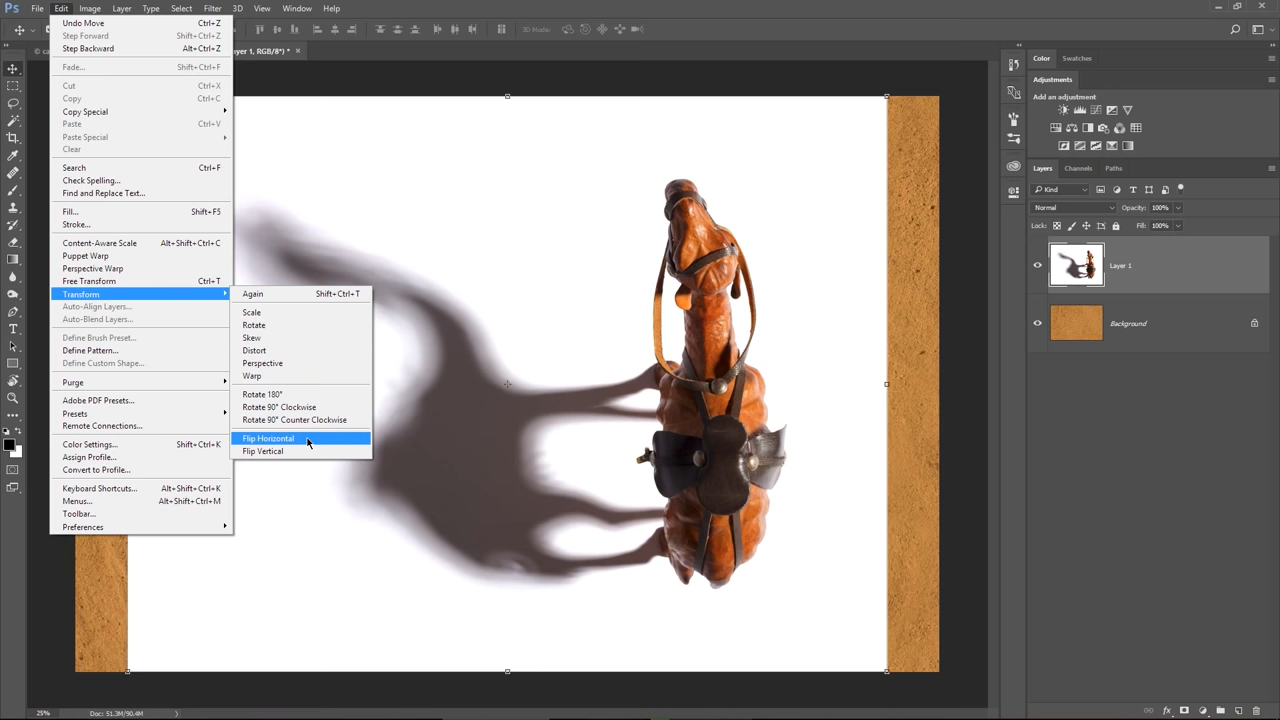 Ps File Edit Image Layer Type Select Filter 3D View Window Help
3D Mode:
yer 1, RGB/8*) * ×
Undo Move Ctrl+Z
Step Forward Shift+Ctrl+Z
Step Backward Alt+Ctrl+Z
Fade... Shift+Ctrl+F
Cut Ctrl+X
Copy Ctrl+C
Copy Special
Paste Ctrl+V
Paste Special
Clear
Search Ctrl+F
Check Spelling...
Find and Replace Text...
Fill... Shift+F5
Stroke...
Content-Aware Scale Alt+Shift+Ctrl+C
Puppet Warp
Perspective Warp
Free Transform Ctrl+T
Transform
Auto-Align Layers...
Auto-Blend Layers...
Define Brush Preset...
Define Pattern...
Define Custom Shape...
Purge
Adobe PDF Presets...
Presets
Remote Connections...
Color Settings... Shift+Ctrl+K
Assign Profile...
Convert to Profile...
Keyboard Shortcuts... Alt+Shift+Ctrl+K
Menus... Alt+Shift+Ctrl+M
Toolbar...
Preferences
Again Shift+Ctrl+T
Scale
Rotate
Skew
Distort
Perspective
Warp
Rotate 180°
Rotate 90° Clockwise
Rotate 90° Counter Clockwise
Flip Horizontal
Flip Vertical
Color Swatches
Adjustments
Add an adjustment
Layers Channels Paths
Kind
Normal Opacity: 100%
Lock: Fill: 100%
Layer 1
Background
25% Doc: 51.3M/90.4M